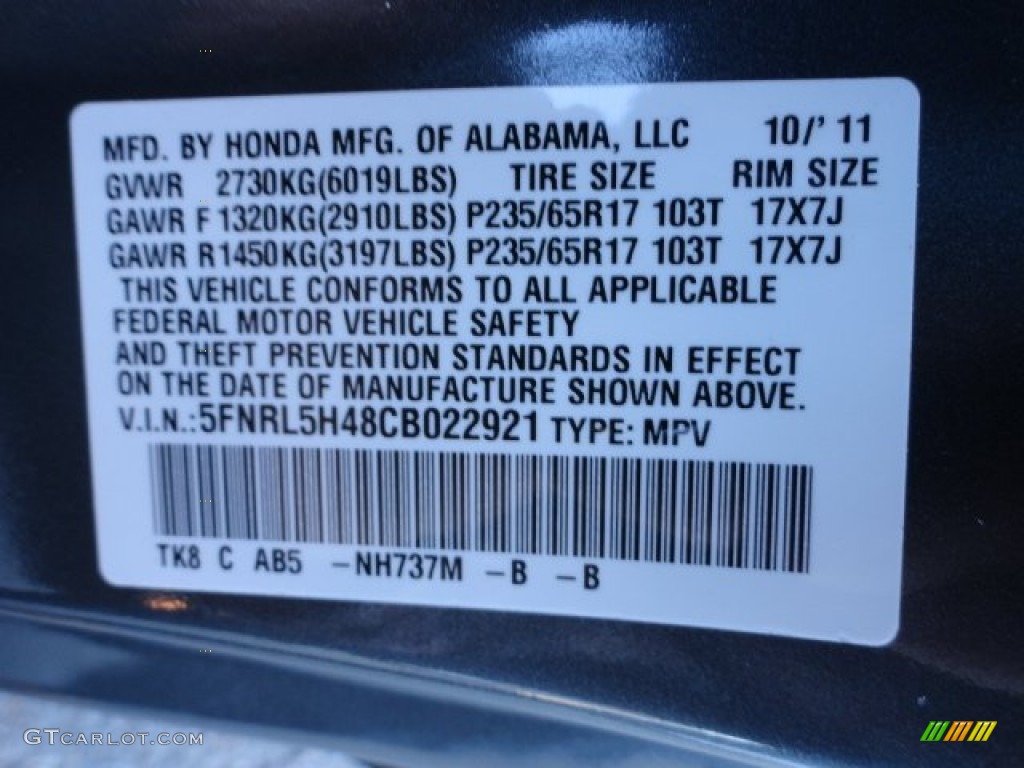 MFD. BY HONDA MFG. OF ALABAMA, LLC 10/' 11
GVWR 2730KG(6019LBS) TIRE SIZE RIM SIZE
GAWR F 1320KG(2910LBS) P235/65R17 103T 17X7J
GAWR R1450KG(3197LBS) P235/65R17 103T 17X7J
THIS VEHICLE CONFORMS TO ALL APPLICABLE
FEDERAL MOTOR VEHICLE SAFETY
AND THEFT PREVENTION STANDARDS IN EFFECT
ON THE DATE OF MANUFACTURE SHOWN ABOVE.
V.I.N.:5FNRL5H48CB022921 TYPE: MPV
TK8 C AB5 -NH737M -B -B
GTCARLOT.COM